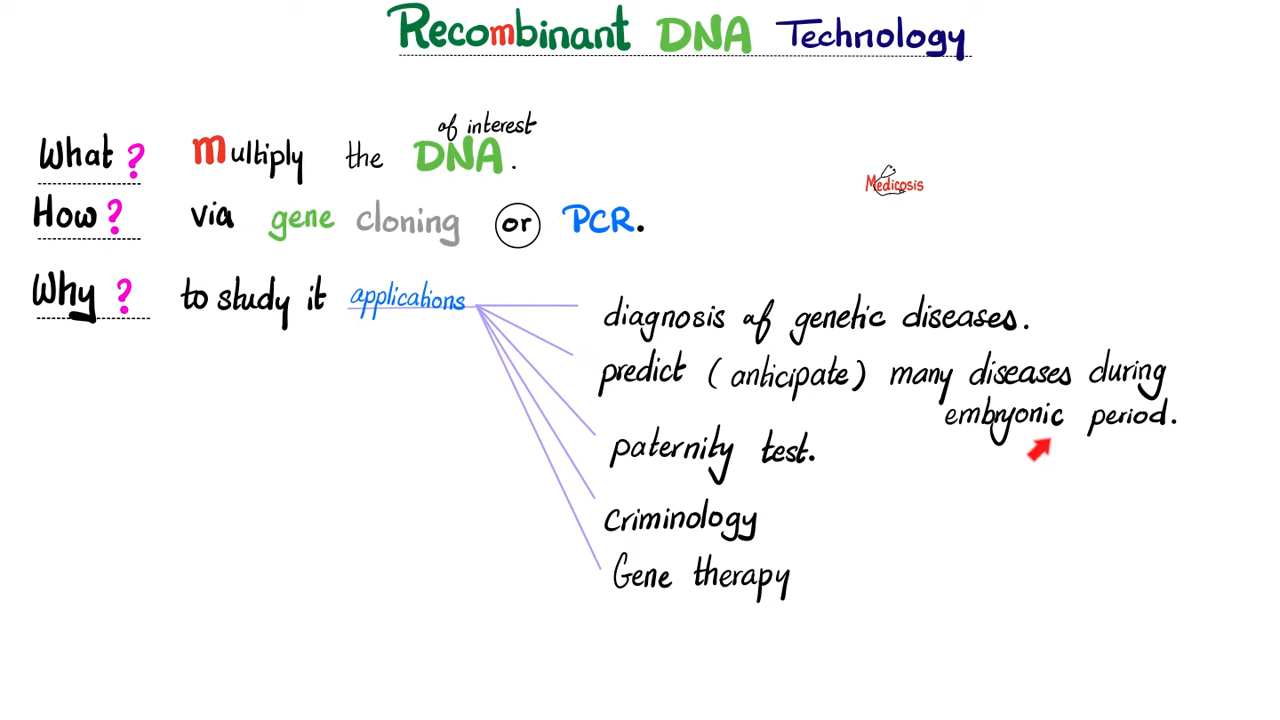 Recombinant DNA Technology
of interest
What? multiply the DNA.
Medicosis
How? via gene cloning or PCR.
Why? to study it applications
diagnosis of genetic diseases.
predict (anticipate) many diseases during
embryonic period.
paternity test.
criminology
Gene therapy